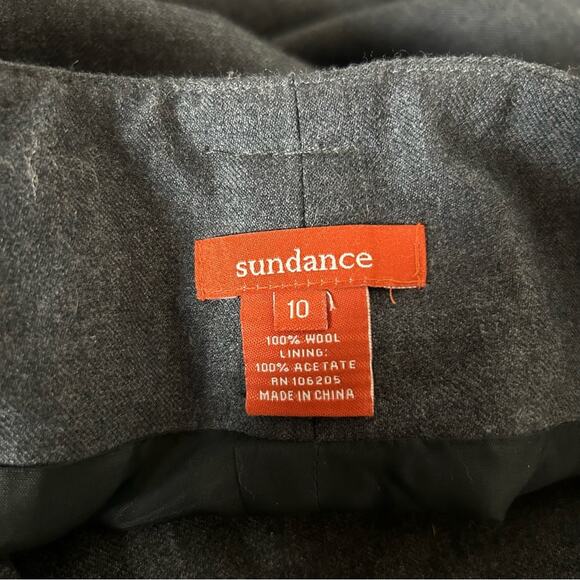 sundance
10
100% WOOL
LINING:
100% ACETATE
RN 106205
MADE IN CHINA